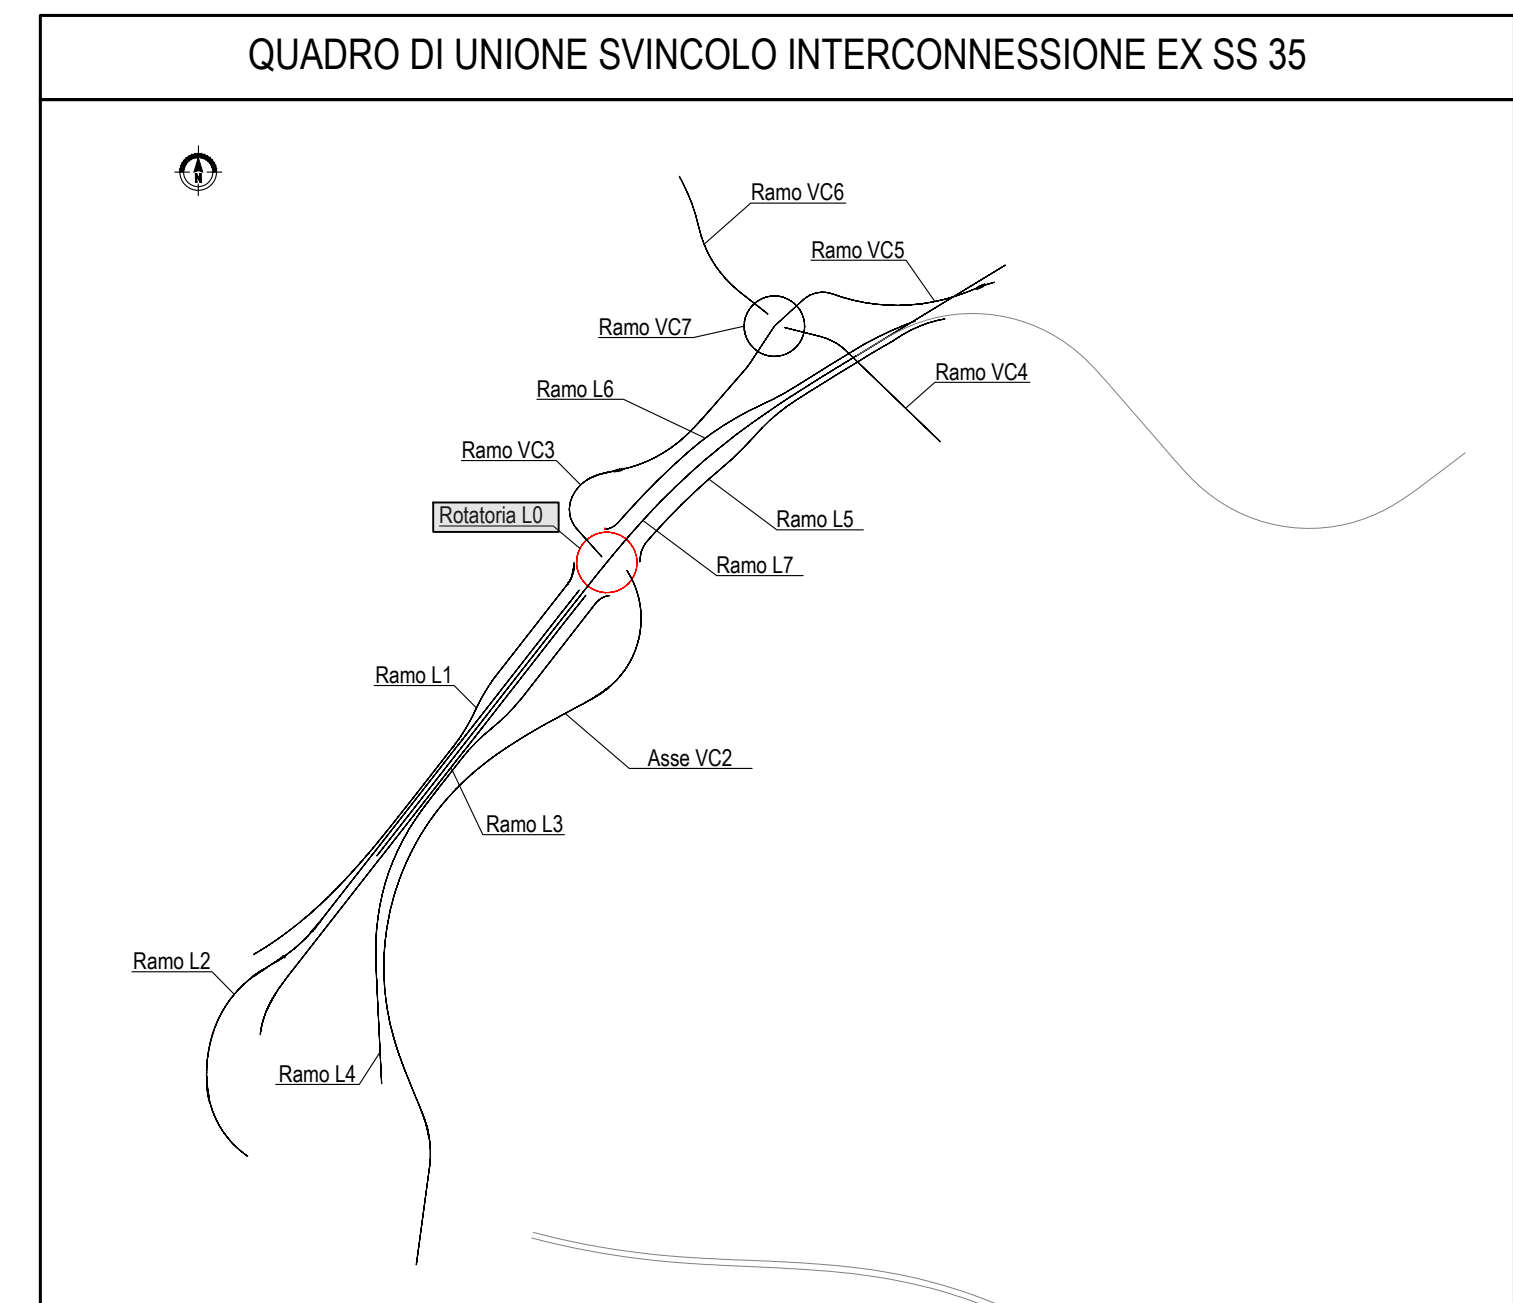 QUADRO DI UNIONE SVINCOLO INTERCONNESSIONE EX SS 35
N
Ramo VC6
Ramo VC5
Ramo VC7
Ramo VC4
Ramo L6
Ramo VC3
Rotatoria L0
Ramo L5
Ramo L7
Ramo L1
Asse VC2
Ramo L3
Ramo L2
Ramo L4